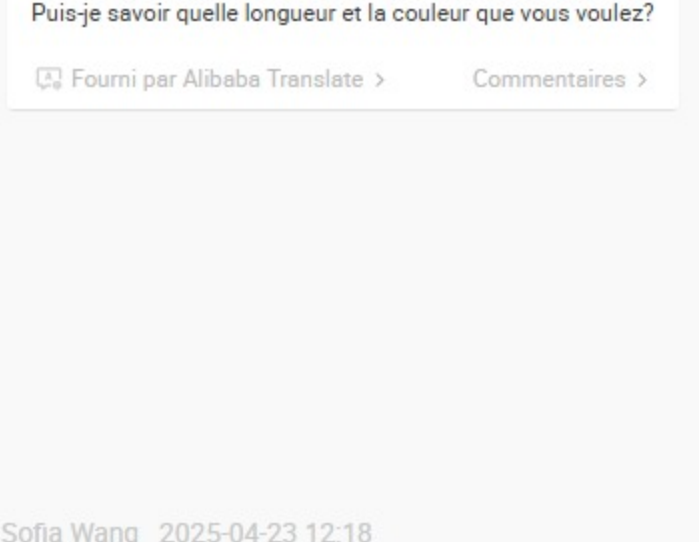 Puis-je savoir quelle longueur et la couleur que vous voulez?
Fourni par Alibaba Translate > Commentaires >
Sofia Wang 2025-04-23 12:18